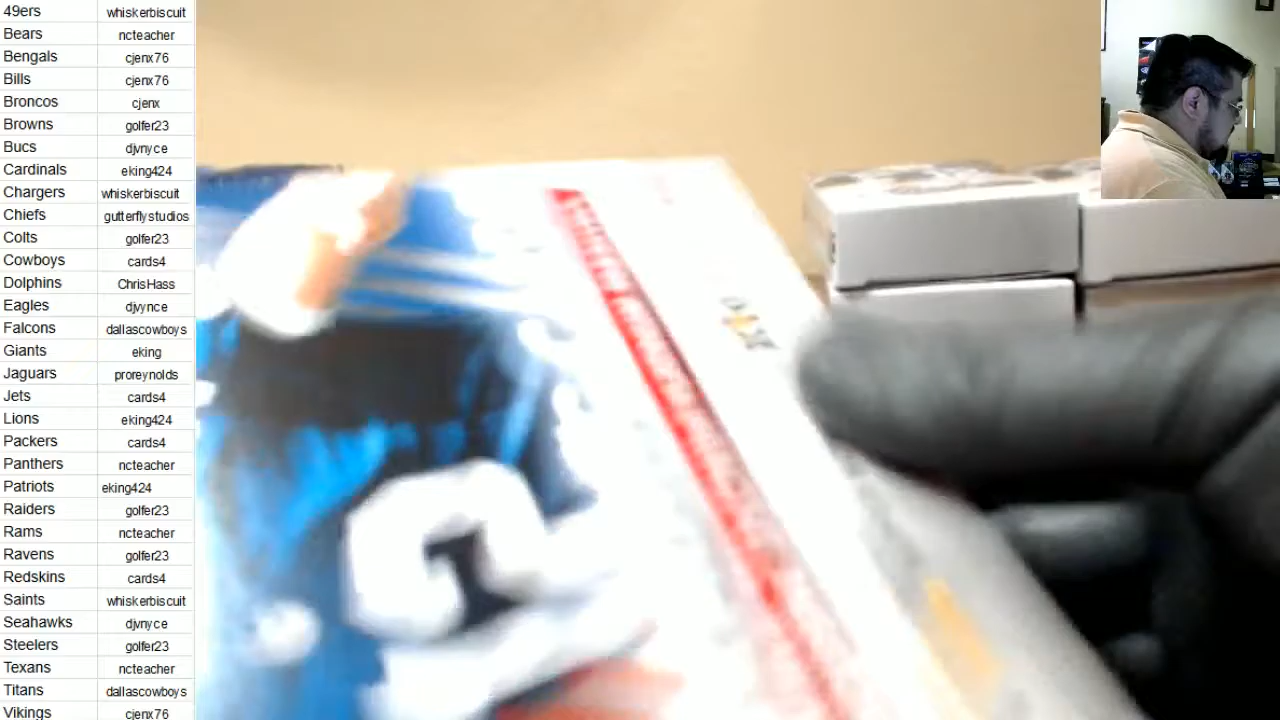 49ers whiskerbiscuit
Bears ncteacher
Bengals cjenx76
Bills cjenx76
Broncos cjenx
Browns golfer23
Bucs djvnyce
Cardinals eking424
Chargers whiskerbiscuit
Chiefs gutterflystudios
Colts golfer23
Cowboys cards4
Dolphins ChrisHass
Eagles djvynce
Falcons dallascowboys
Giants eking
Jaguars proreynolds
Jets cards4
Lions eking424
Packers cards4
Panthers ncteacher
Patriots eking424
Raiders golfer23
Rams ncteacher
Ravens golfer23
Redskins cards4
Saints whiskerbiscuit
Seahawks djvnyce
Steelers golfer23
Texans ncteacher
Titans dallascowboys
Vikings cjenx76